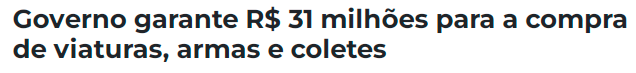 Governo garante R$ 31 milhões para a compra
de viaturas, armas e coletes